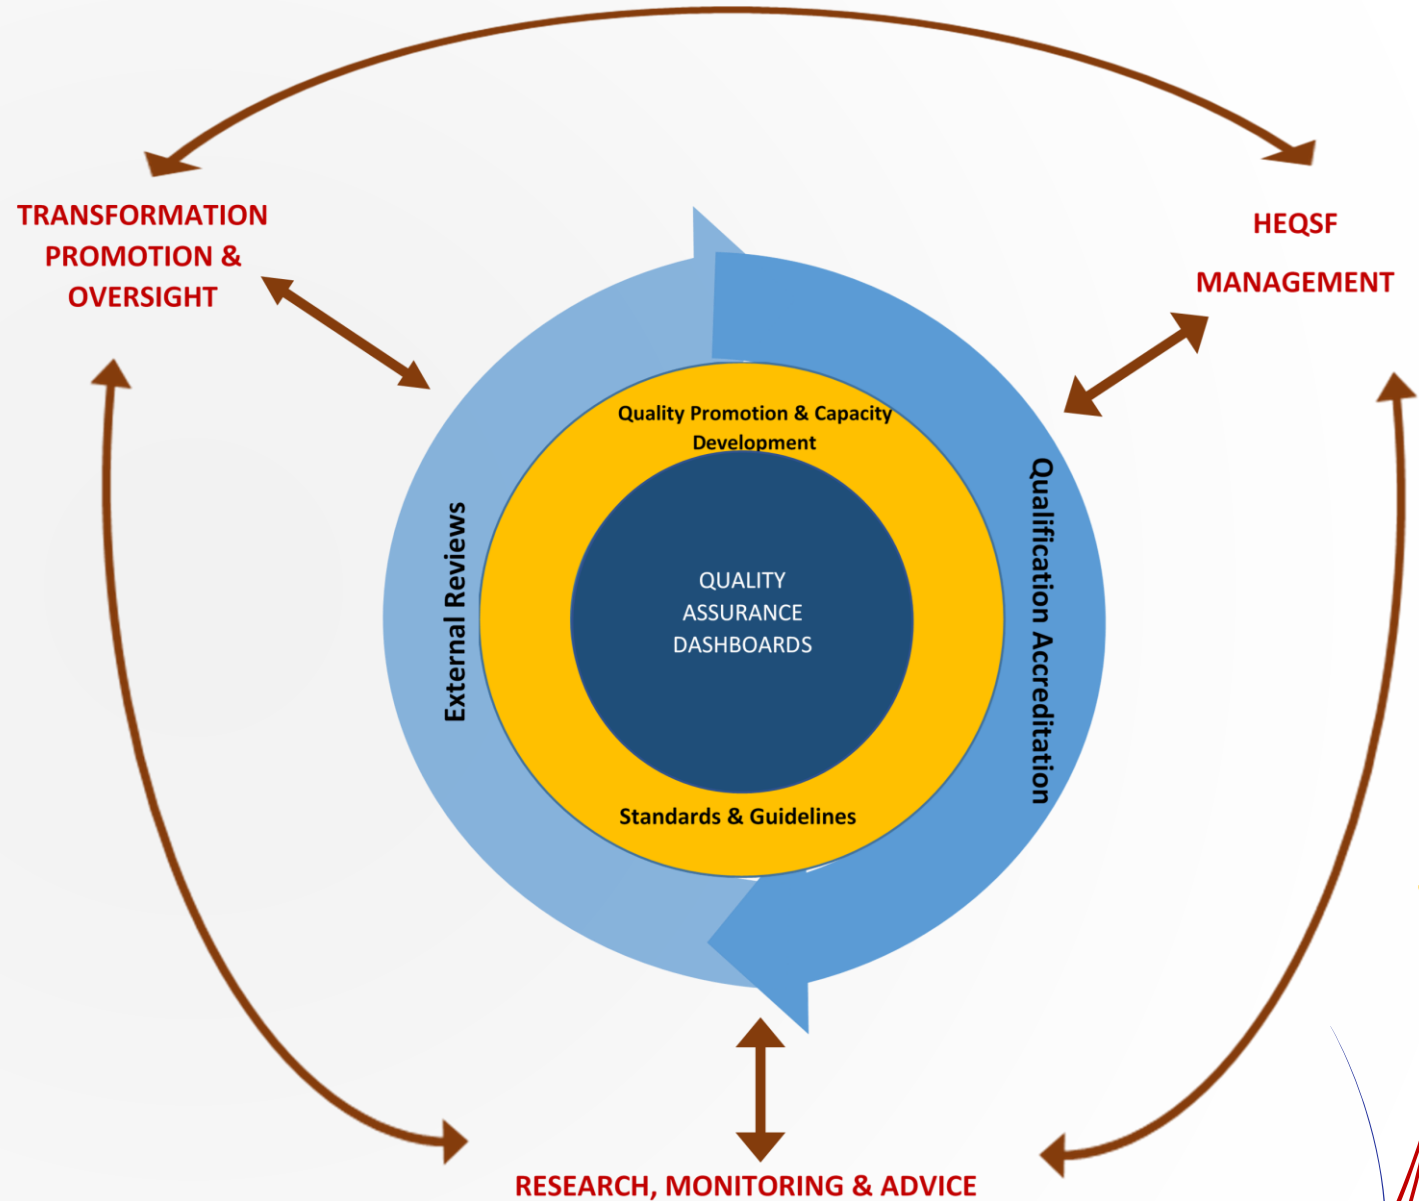 TRANSFORMATION
PROMOTION &
OVERSIGHT
HEQSF
MANAGEMENT
Quality Promotion & Capacity
Development
External Reviews
Qualification Accreditation
QUALITY
ASSURANCE
DASHBOARDS
Standards & Guidelines
RESEARCH, MONITORING & ADVICE